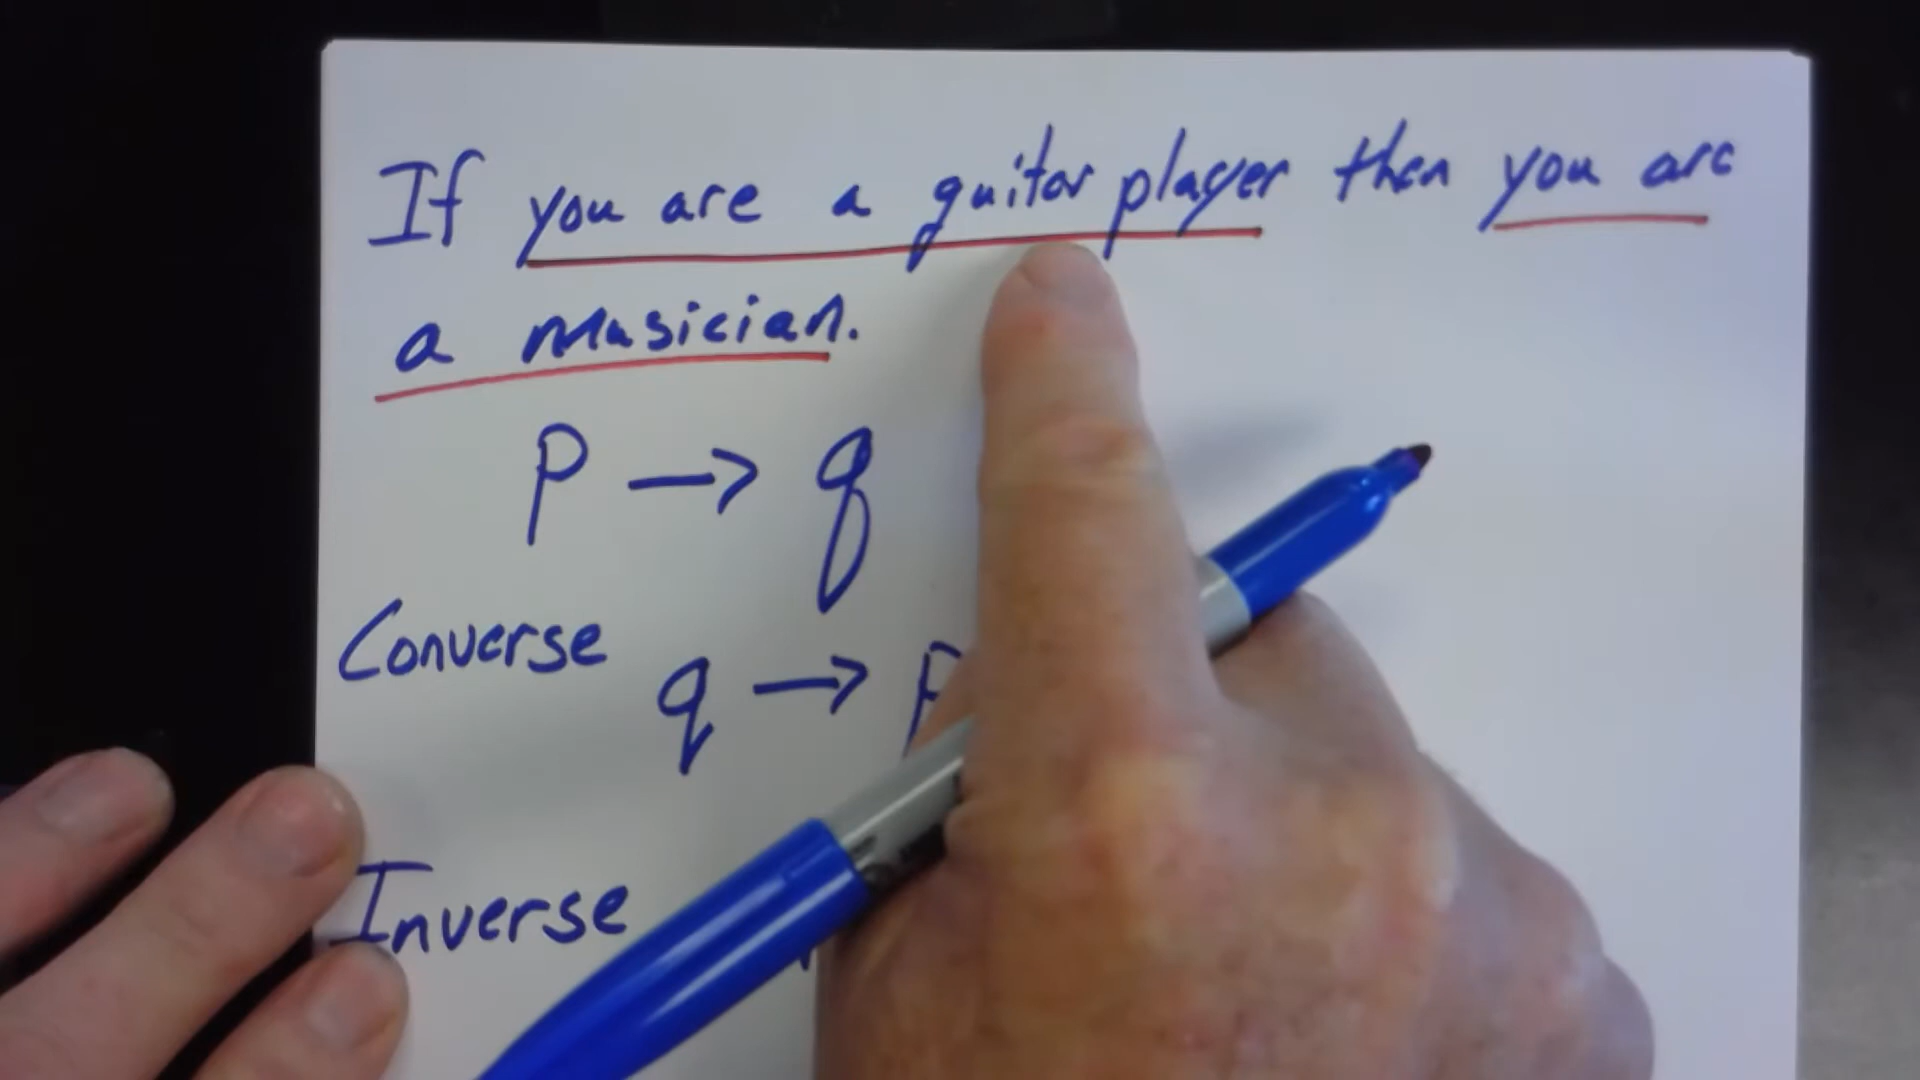 If you are a guitar player then you are
a musician.
P → q
Converse
q → P
Inverse